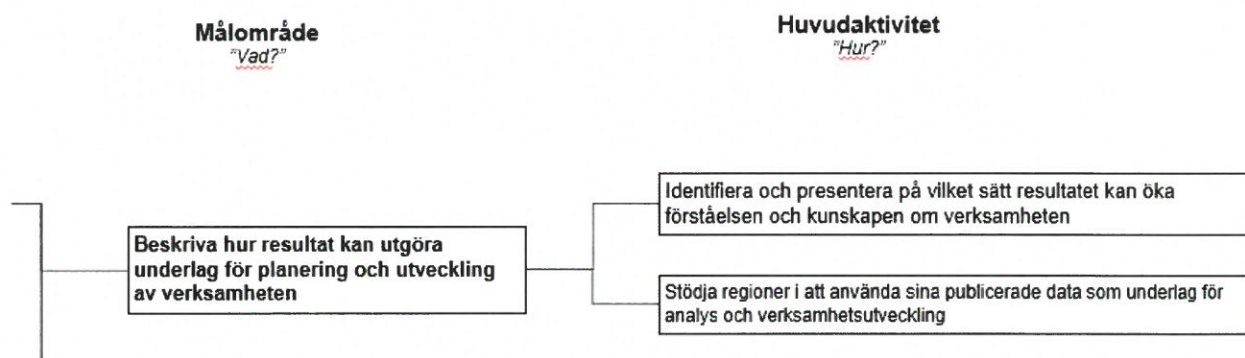 Målområde
"Vad?"
Huvudaktivitet
"Hur?"
Beskriva hur resultat kan utgöra
underlag för planering och utveckling
av verksamheten
Identifiera och presentera på vilket sätt resultatet kan öka
förståelsen och kunskapen om verksamheten
Stödja regioner i att använda sina publicerade data som underlag för
analys och verksamhetsutveckling